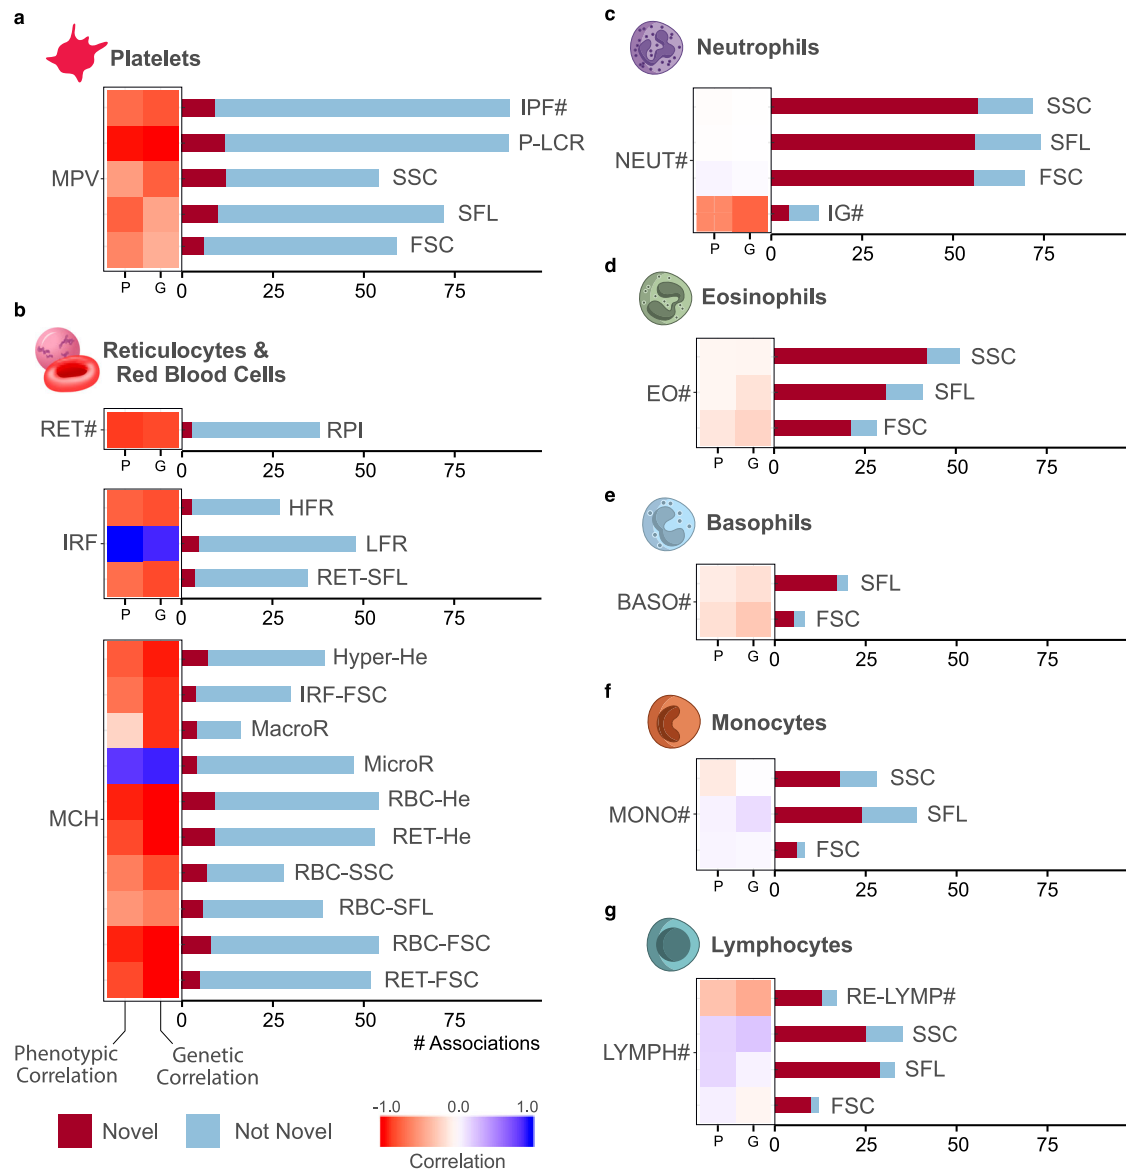 a
Platelets
MPV
IPF#
P-LCR
SSC
SFL
FSC
P G 0 25 50 75
b
Reticulocytes &
Red Blood Cells
RET#
RPI
P G 0 25 50 75
IRF
HFR
LFR
RET-SFL
P G 0 25 50 75
MCH
Hyper-He
IRF-FSC
MacroR
MicroR
RBC-He
RET-He
RBC-SSC
RBC-SFL
RBC-FSC
RET-FSC
0 25 50 75
# Associations
Phenotypic
Correlation
Genetic
Correlation
Novel
Not Novel
-1.0 0.0 1.0
Correlation
c
Neutrophils
NEUT#
SSC
SFL
FSC
IG#
P G 0 25 50 75
d
Eosinophils
EO#
SSC
SFL
FSC
P G 0 25 50 75
e
Basophils
BASO#
SFL
FSC
P G 0 25 50 75
f
Monocytes
MONO#
SSC
SFL
FSC
P G 0 25 50 75
g
Lymphocytes
LYMPH#
RE-LYMP#
SSC
SFL
FSC
P G 0 25 50 75